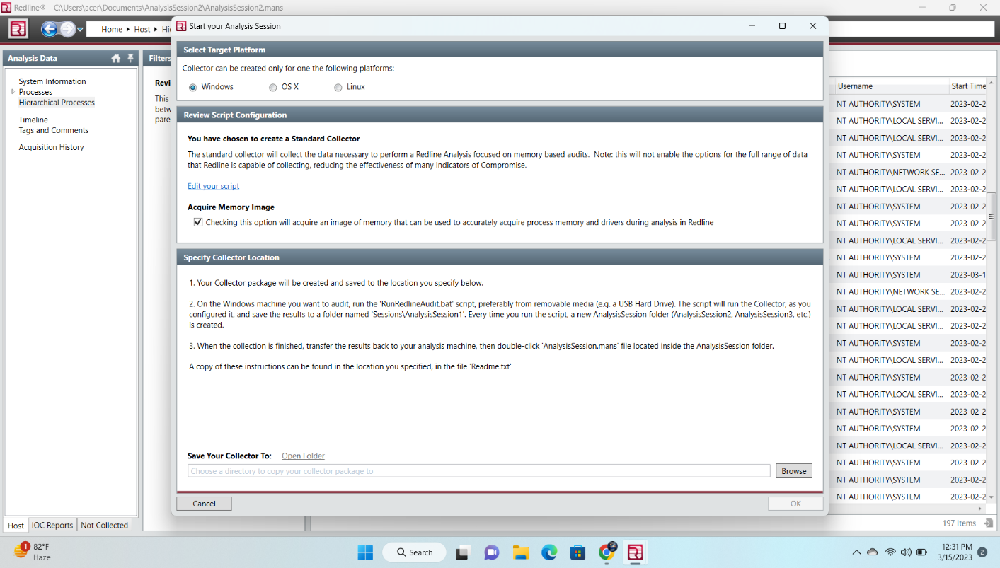 Redline® - C:\Users\acer\Documents\AnalysisSession2\AnalysisSession2.mans
Home Host
Start your Analysis Session
Select Target Platform
Collector can be created only for one the following platforms:
Windows OS X Linux
Review Script Configuration
You have chosen to create a Standard Collector
The standard collector will collect the data necessary to perform a Redline Analysis focused on memory based audits. Note: this will not enable the options for the full range of data
that Redline is capable of collecting, reducing the effectiveness of many Indicators of Compromise.
Edit your script
Acquire Memory Image
Checking this option will acquire an image of memory that can be used to accurately acquire process memory and drivers during analysis in Redline
Specify Collector Location
1. Your Collector package will be created and saved to the location you specify below.
2. On the Windows machine you want to audit, run the 'RunRedlineAudit.bat' script, preferably from removable media (e.g. a USB Hard Drive). The script will run the Collector, as you
configured it, and save the results to a folder named 'Sessions\AnalysisSession1'. Every time you run the script, a new AnalysisSession folder (AnalysisSession2, AnalysisSession3, etc.)
is created.
3. When the collection is finished, transfer the results back to your analysis machine, then double-click 'AnalysisSession.mans' file located inside the AnalysisSession folder.
A copy of these instructions can be found in the location you specified, in the file 'Readme.txt'
Save Your Collector To: Open Folder
Choose a directory to copy your collector package to
Browse
Cancel
OK
Analysis Data
System Information
Processes
Hierarchical Processes
Timeline
Tags and Comments
Acquisition History
Host IOC Reports Not Collected
Filters
Revi
This
betw
pare
Username Start Time
NT AUTHORITY\SYSTEM 2023-02-2
NT AUTHORITY\LOCAL SERVI... 2023-02-2
NT AUTHORITY\LOCAL SERVI... 2023-02-2
NT AUTHORITY\SYSTEM 2023-02-2
NT AUTHORITY\NETWORK SE... 2023-02-2
NT AUTHORITY\LOCAL SERVI... 2023-02-2
NT AUTHORITY\SYSTEM 2023-02-2
NT AUTHORITY\SYSTEM 2023-02-2
NT AUTHORITY\LOCAL SERVI... 2023-02-2
NT AUTHORITY\SYSTEM 2023-02-2
NT AUTHORITY\SYSTEM 2023-03-1
NT AUTHORITY\NETWORK SE... 2023-02-2
NT AUTHORITY\LOCAL SERVI... 2023-02-2
NT AUTHORITY\LOCAL SERVI... 2023-02-2
NT AUTHORITY\SYSTEM 2023-02-2
NT AUTHORITY\LOCAL SERVI... 2023-02-2
NT AUTHORITY\SYSTEM 2023-02-2
NT AUTHORITY\LOCAL SERVI... 2023-02-2
NT AUTHORITY\SYSTEM 2023-02-2
NT AUTHORITY\SYSTEM 2023-02-2
NT AUTHORITY\LOCAL SERVI... 2023-02-2
NT AUTHORITY\SYSTEM 2023-02-2
NT AUTHORITY\SYSTEM 2023-02-2
NT AUTHORITY\SYSTEM 2023-02-2
197 Items
1
82°F
Haze
Search
12:31 PM
3/15/2023
2